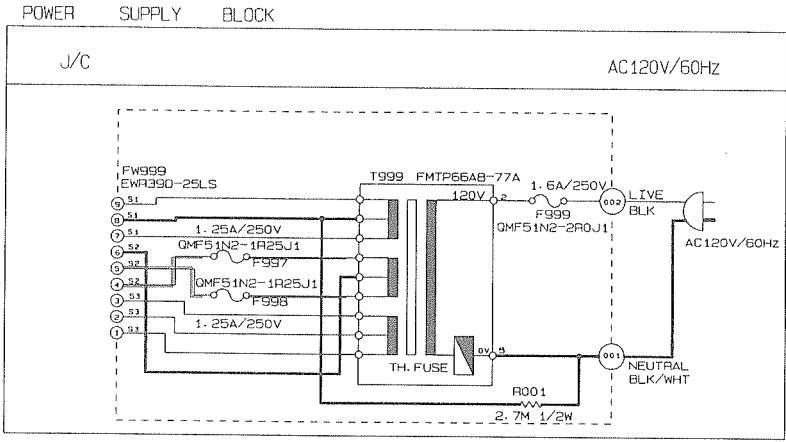 POWER SUPPLY BLOCK
J/C
AC120V/60Hz
FW999
EWR39D-25LS
T999 FMTP66AB-77A
9 S1
8 S1
7 S1
6 S2
5 S2
4 S2
3 S3
2 S3
1 S3
1.25A/250V
QMF51N2-1R25J1
F997
QMF51N2-1R25J1
F998
1.25A/250V
120V
2
1.6A/250V
F999
QMF51N2-2R0J1
002
LIVE
BLK
AC120V/60Hz
TH.FUSE
0V
5
001
NEUTRAL
BLK/WHT
R001
2.7M 1/2W